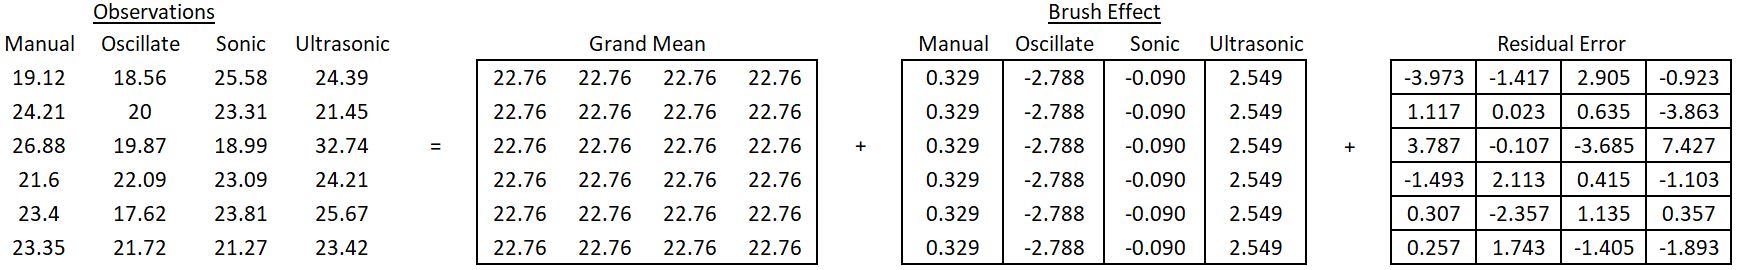 Observations Brush Effect
Manual Oscillate Sonic Ultrasonic Grand Mean Manual Oscillate Sonic Ultrasonic Residual Error
19.12 18.56 25.58 24.39 22.76 22.76 22.76 22.76 0.329 -2.788 -0.090 2.549 -3.973 -1.417 2.905 -0.923
24.21 20 23.31 21.45 22.76 22.76 22.76 22.76 0.329 -2.788 -0.090 2.549 1.117 0.023 0.635 -3.863
26.88 19.87 18.99 32.74 = 22.76 22.76 22.76 22.76 + 0.329 -2.788 -0.090 2.549 + 3.787 -0.107 -3.685 7.427
21.6 22.09 23.09 24.21 22.76 22.76 22.76 22.76 0.329 -2.788 -0.090 2.549 -1.493 2.113 0.415 -1.103
23.4 17.62 23.81 25.67 22.76 22.76 22.76 22.76 0.329 -2.788 -0.090 2.549 0.307 -2.357 1.135 0.357
23.35 21.72 21.27 23.42 22.76 22.76 22.76 22.76 0.329 -2.788 -0.090 2.549 0.257 1.743 -1.405 -1.893